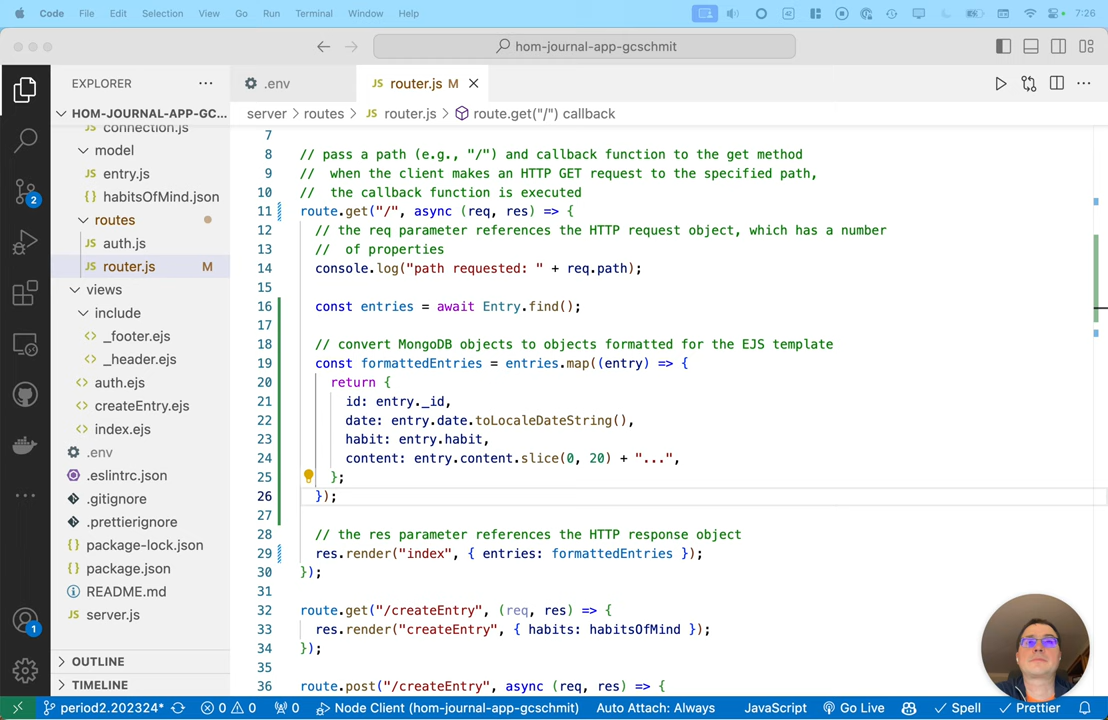 Code File Edit Selection View Go Run Terminal Window Help 7:26
hom-journal-app-gcschmit
EXPLORER
HOM-JOURNAL-APP-GC...
connection.js
model
entry.js
habitsOfMind.json
routes
auth.js
router.js M
views
include
_footer.ejs
_header.ejs
auth.ejs
createEntry.ejs
index.ejs
.env
.eslintrc.json
.gitignore
.prettierignore
package-lock.json
package.json
README.md
server.js
OUTLINE
TIMELINE
.env
JS router.js M
server > routes > JS router.js > route.get("/") callback
7
8 // pass a path (e.g., "/") and callback function to the get method
9 // when the client makes an HTTP GET request to the specified path,
10 // the callback function is executed
11 route.get("/", async (req, res) => {
12 // the req parameter references the HTTP request object, which has a number
13 // of properties
14 console.log("path requested: " + req.path);
15
16 const entries = await Entry.find();
17
18 // convert MongoDB objects to objects formatted for the EJS template
19 const formattedEntries = entries.map((entry) => {
20 return {
21 id: entry._id,
22 date: entry.date.toLocaleDateString(),
23 habit: entry.habit,
24 content: entry.content.slice(0, 20) + "...",
25 };
26 });
27
28 // the res parameter references the HTTP response object
29 res.render("index", { entries: formattedEntries });
30 });
31
32 route.get("/createEntry", (req, res) => {
33 res.render("createEntry", { habits: habitsOfMind });
34 });
35
36 route.post("/createEntry", async (req, res) => {
2
1
period2.202324* 0 0 0 Node Client (hom-journal-app-gcschmit) Auto Attach: Always JavaScript Go Live Spell Prettier